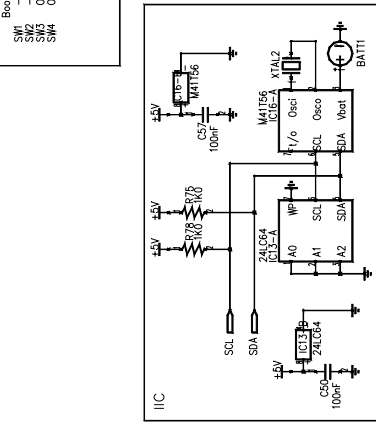 Boo
SW1
SW2
SW3
SW4
IIC
+5V
IC16-B
M41T56
C57
100nF
M41T56
IC16-A
Ft/o
Osci
Osco
SCL
SDA
Vbat
XTAL2
BATT1
+5V
+5V
R78
1K0
R75
1K0
24LC64
IC13-A
A0
A1
A2
WP
SCL
SDA
SCL
SDA
+5V
IC13-B
24LC64
C50
100nF